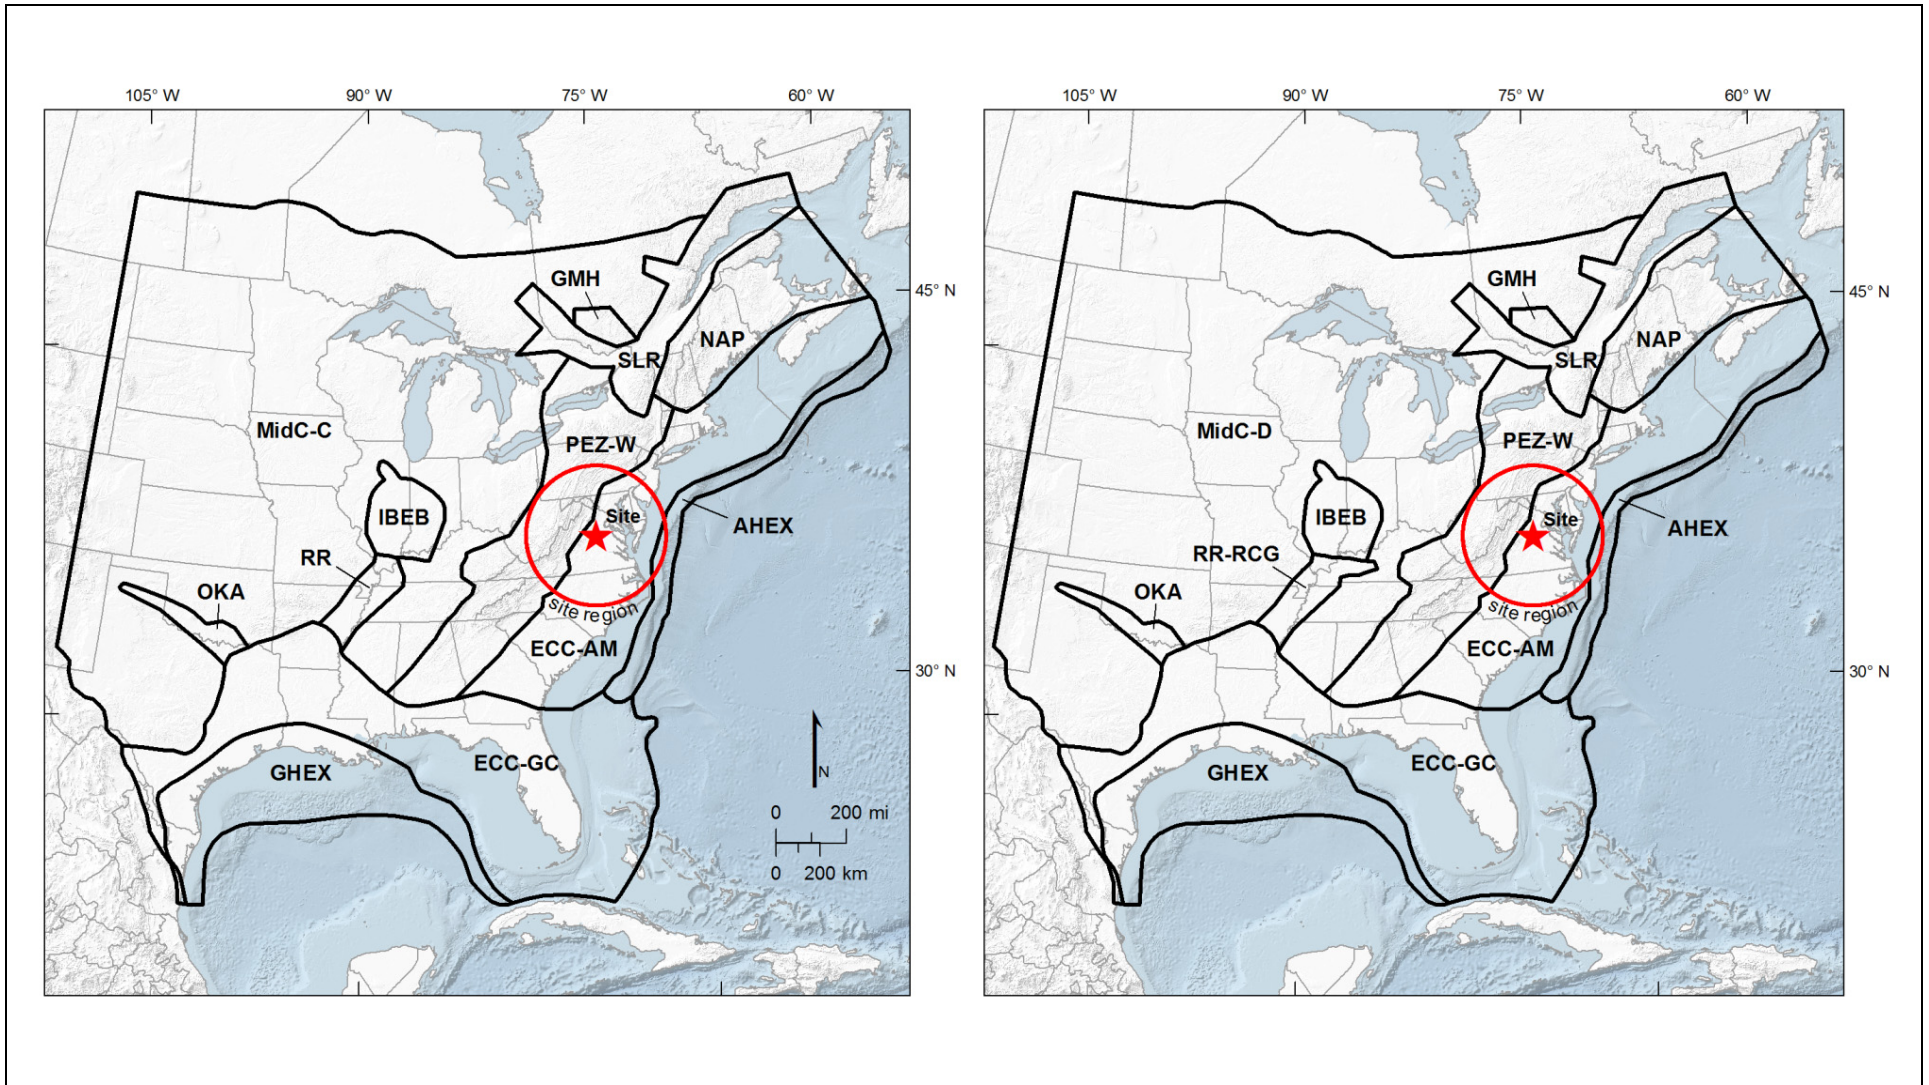 105° W
90° W
75° W
60° W
45° N
30° N
GMH
NAP
SLR
MidC-C
PEZ-W
IBEB
Site
AHEX
RR
OKA
site region
ECC-AM
ECC-GC
GHEX
N
0 200 mi
0 200 km
105° W
90° W
75° W
60° W
45° N
30° N
GMH
NAP
SLR
MidC-D
PEZ-W
IBEB
Site
AHEX
RR-RCG
OKA
site region
ECC-AM
ECC-GC
GHEX